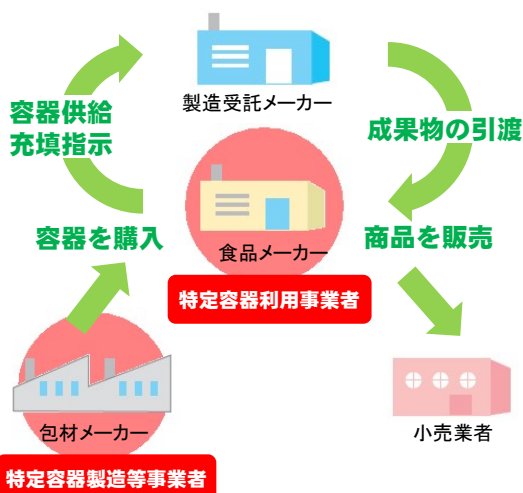 製造受託メーカー
容器供給
充填指示
成果物の引渡
容器を購入
食品メーカー
商品を販売
特定容器利用事業者
包材メーカー
小売業者
特定容器製造等事業者